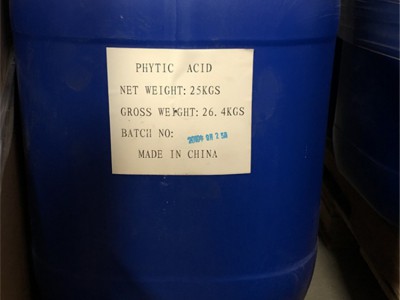 PHYTIC ACID
NET WEIGHT: 25KGS
GROSS WEIGHT: 26.4KGS
BATCH NO:
MADE IN CHINA